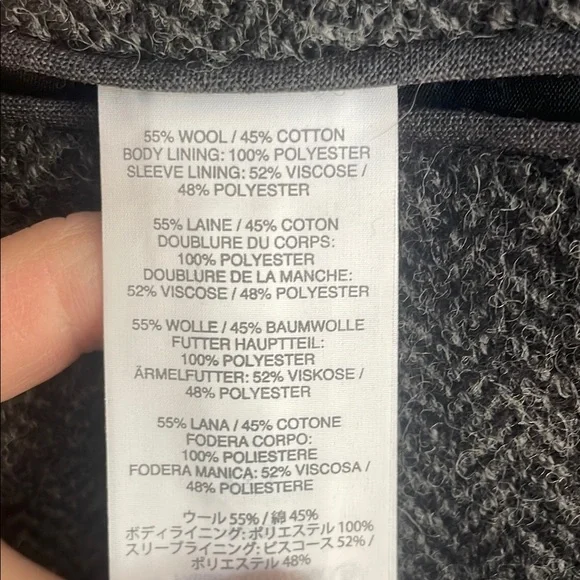 55% WOOL / 45% COTTON
BODY LINING: 100% POLYESTER
SLEEVE LINING: 52% VISCOSE /
48% POLYESTER
55% LAINE / 45% COTON
DOUBLURE DU CORPS:
100% POLYESTER
DOUBLURE DE LA MANCHE:
52% VISCOSE / 48% POLYESTER
55% WOLLE / 45% BAUMWOLLE
FUTTER HAUPTTEIL:
100% POLYESTER
ÄRMELFUTTER: 52% VISKOSE /
48% POLYESTER
55% LANA / 45% COTONE
FODERA CORPO:
100% POLIESTERE
FODERA MANICA: 52% VISCOSA /
48% POLIESTERE
ウール 55% / 綿 45%
ボディライニング: ポリエステル 100%
スリーブライニング: ビスコース 52% /
ポリエステル 48%